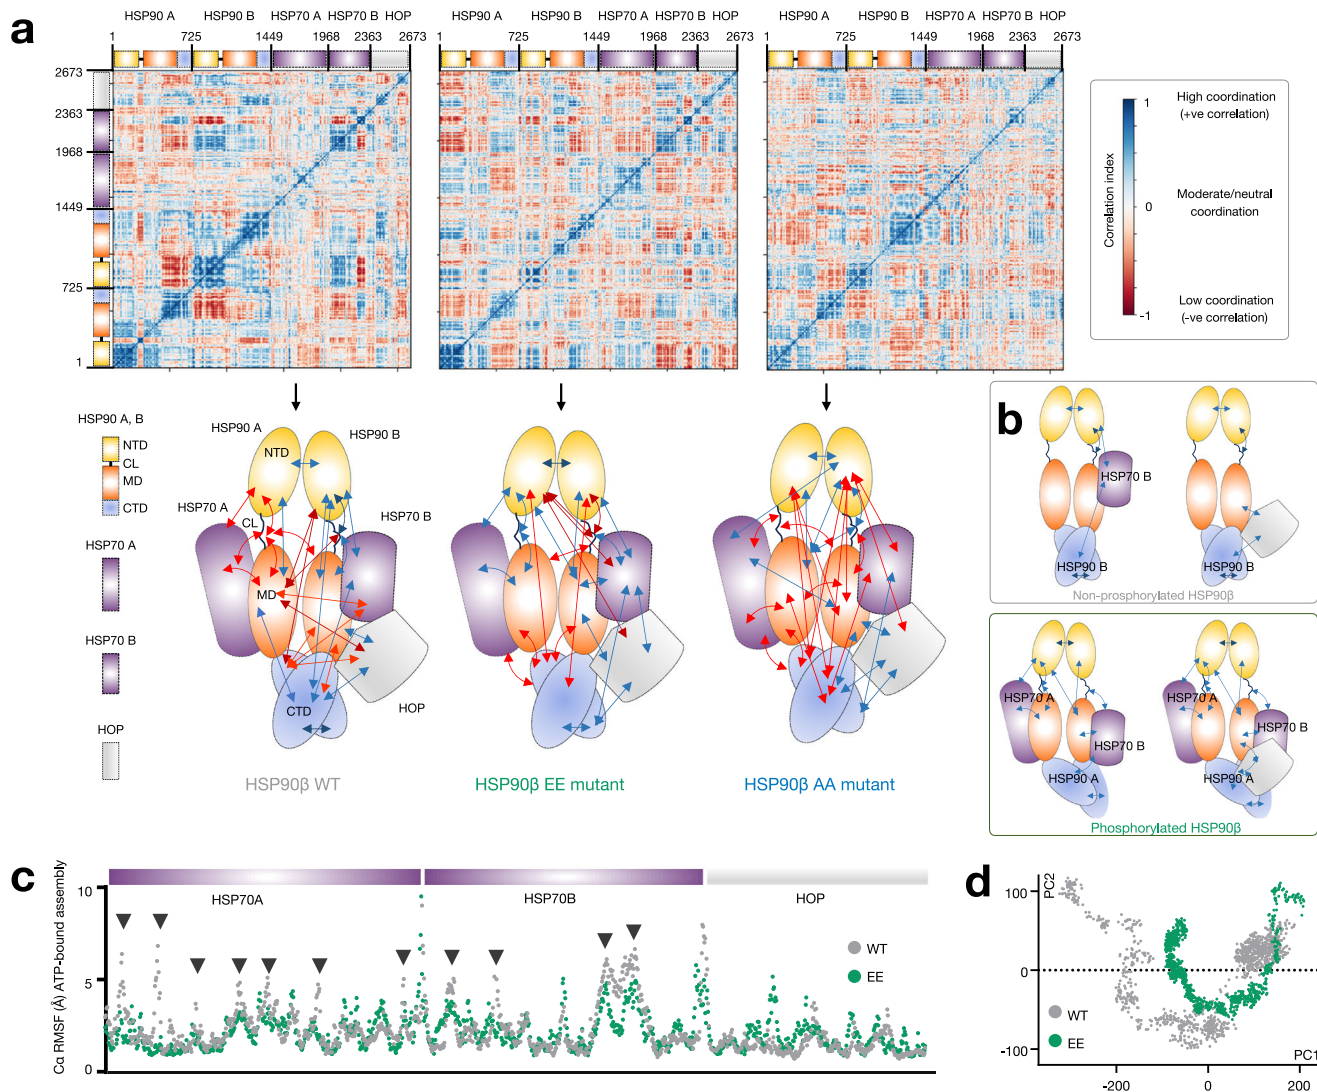 a
HSP90 A HSP90 B HSP70 A HSP70 B HOP
1 725 1449 1968 2363 2673
HSP90 A HSP90 B HSP70 A HSP70 B HOP
1 725 1449 1968 2363 2673
HSP90 A HSP90 B HSP70 A HSP70 B HOP
1 725 1449 1968 2363 2673
2673
2363
1968
1449
725
1
Correlation index
1
0
-1
High coordination
(+ve correlation)
Moderate/neutral
coordination
Low coordination
(-ve correlation)
HSP90 A, B
NTD
CL
MD
CTD
HSP70 A
HSP70 B
HOP
HSP90 A
HSP90 B
NTD
HSP70 A
HSP70 B
CL
MD
CTD
HOP
HSP90β WT
HSP90β EE mutant
HSP90β AA mutant
b
HSP70 B
HSP90 B
HSP90 B
Non-prosphorylated HSP90β
HSP70 A
HSP70 B
HSP90 A
HSP70 A
HSP70 B
HSP90 A
Phosphorylated HSP90β
c
Cα RMSF (Å) ATP-bound assembly
10
5
0
HSP70A
HSP70B
HOP
WT
EE
d
PC2
100
0
-100
WT
EE
PC1
-200 0 200